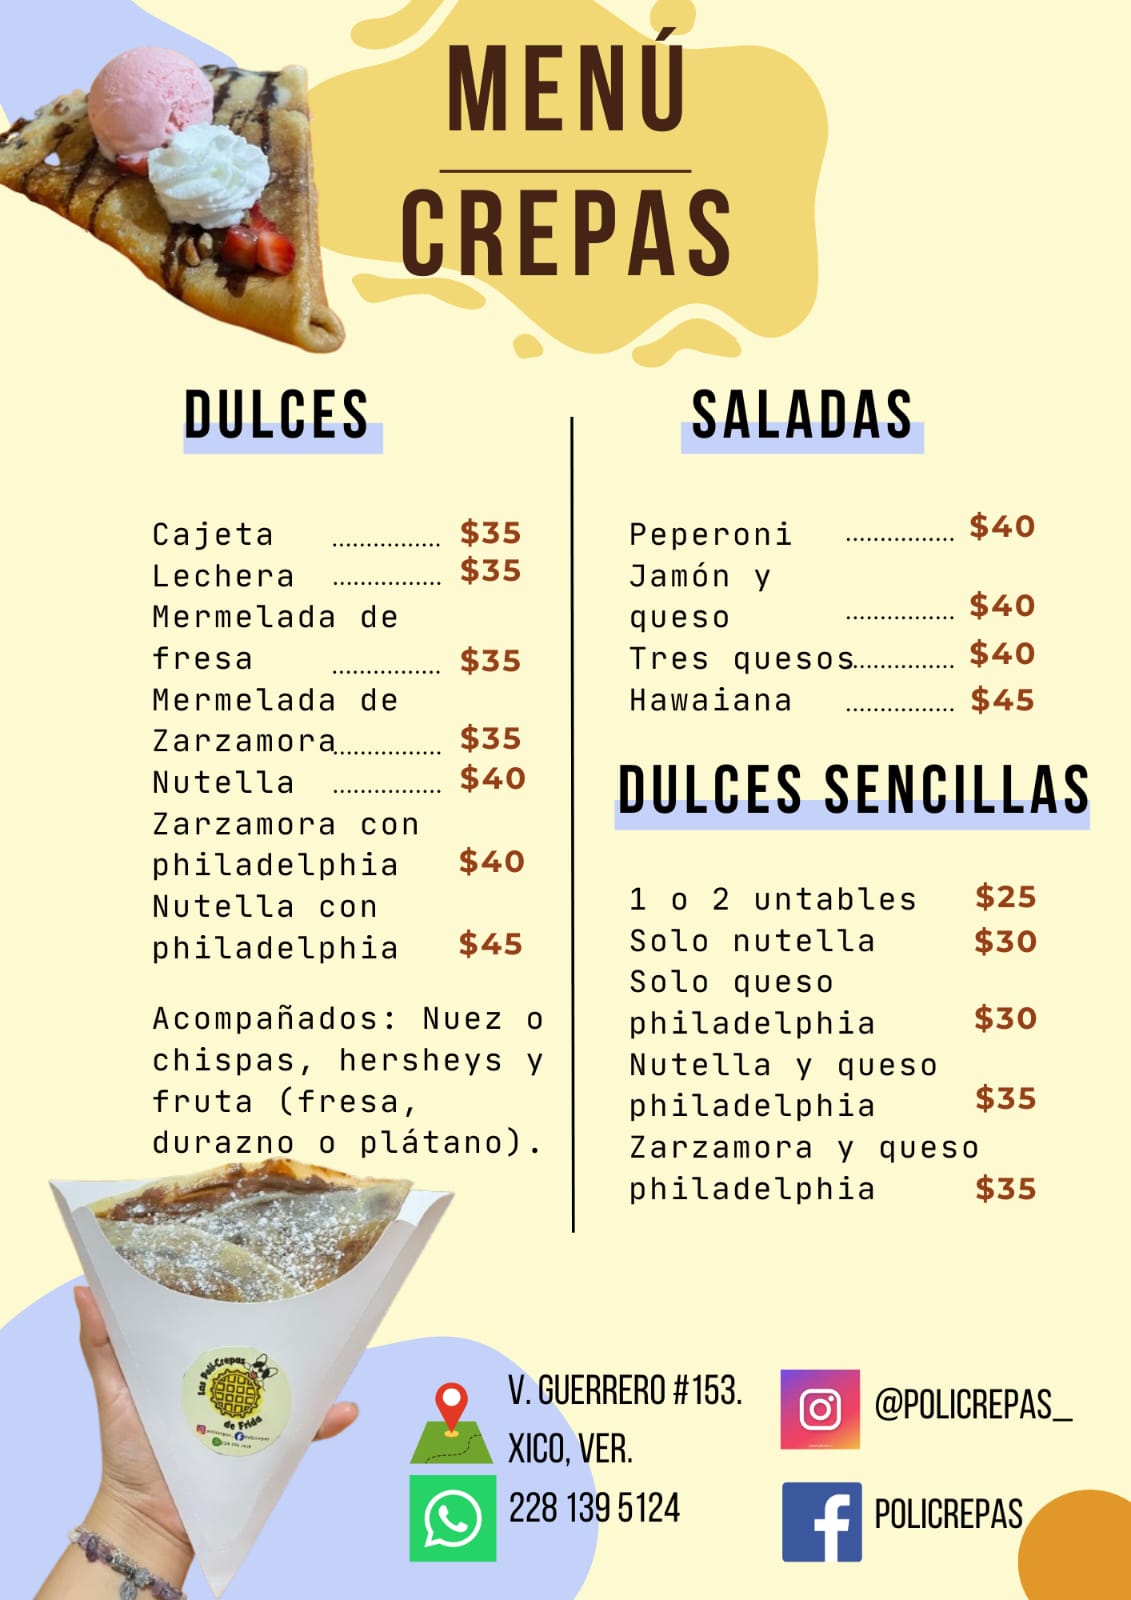 MENÚ
CREPAS
DULCES
Cajeta ................ $35
Lechera ................ $35
Mermelada de
fresa ................ $35
Mermelada de
Zarzamora................ $35
Nutella ................ $40
Zarzamora con
philadelphia $40
Nutella con
philadelphia $45
Acompañados: Nuez o
chispas, hersheys y
fruta (fresa,
durazno o plátano).
SALADAS
Peperoni ................ $40
Jamón y
queso ................ $40
Tres quesos................ $40
Hawaiana ................ $45
DULCES SENCILLAS
1 o 2 untables $25
Solo nutella $30
Solo queso
philadelphia $30
Nutella y queso
philadelphia $35
Zarzamora y queso
philadelphia $35
Las Poli-Crepas
de Frida
V. GUERRERO #153.
XICO, VER.
228 139 5124
@POLICREPAS_
POLICREPAS